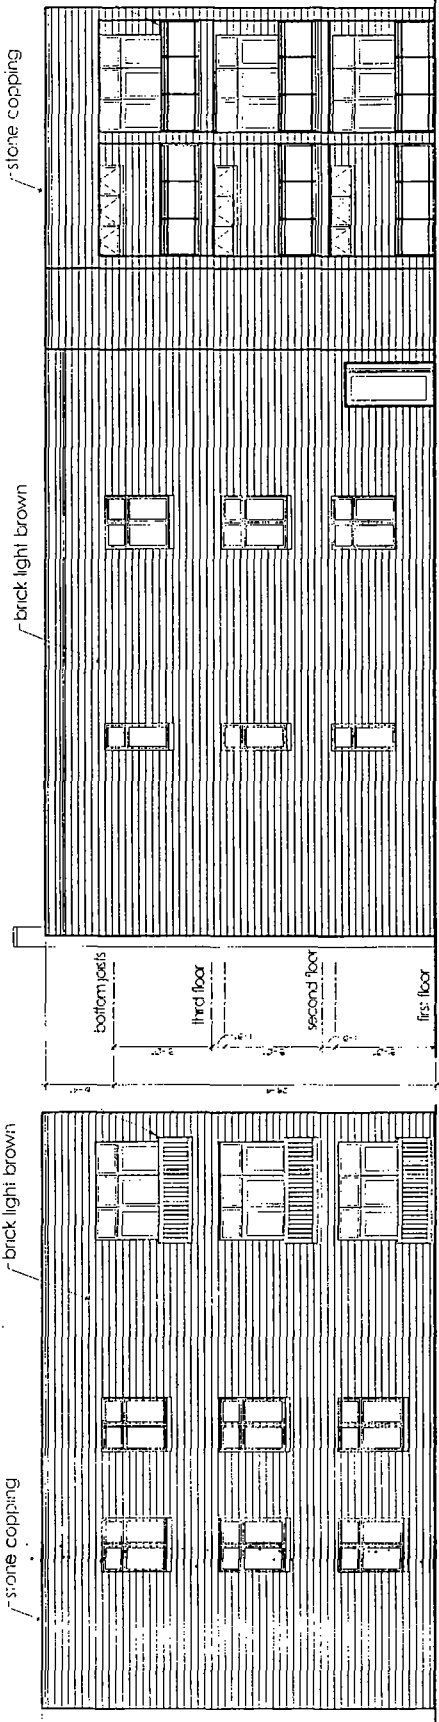 stone copping
brick light brown
bottom joists
third floor
second floor
first floor
brick light brown
stone copping